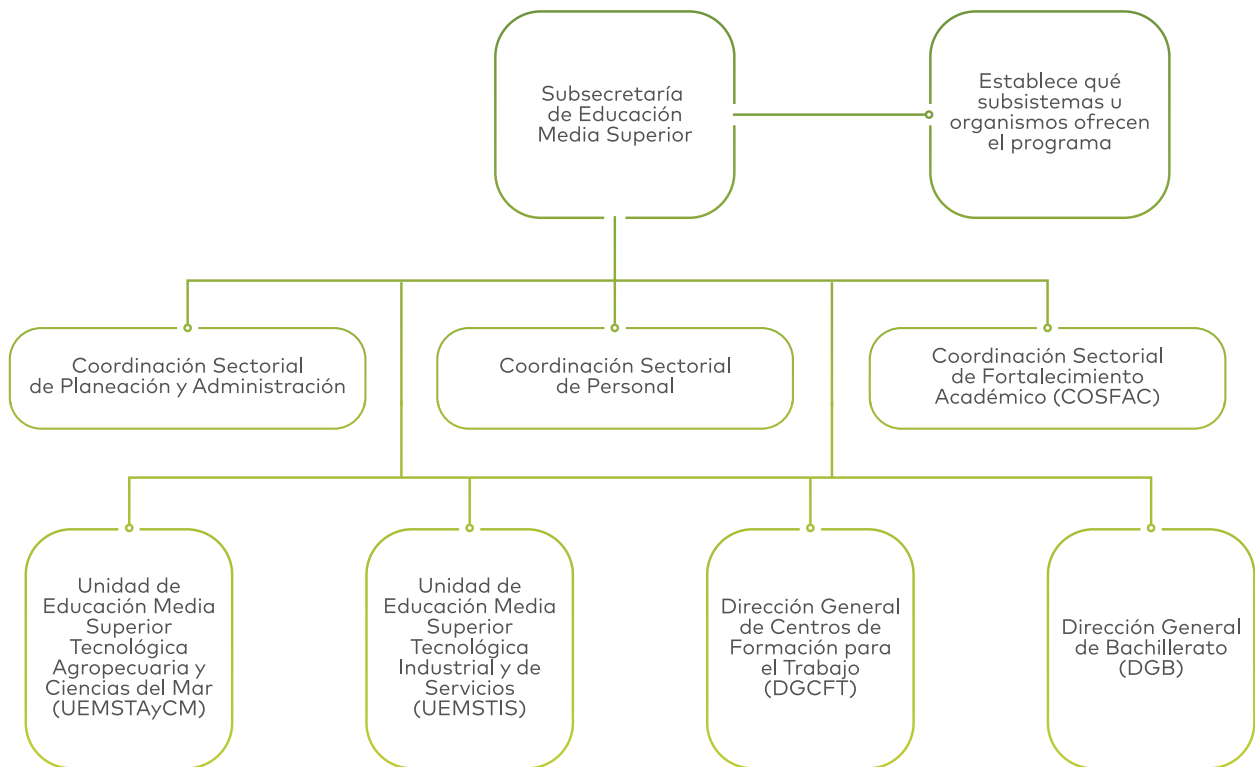 Subsecretaría
de Educación
Media Superior
Establece qué
subsistemas u
organismos ofrecen
el programa
Coordinación Sectorial
de Planeación y Administración
Coordinación Sectorial
de Personal
Coordinación Sectorial
de Fortalecimiento
Académico (COSFAC)
Unidad de
Educación Media
Superior
Tecnológica
Agropecuaria y
Ciencias del Mar
(UEMSTAyCM)
Unidad de
Educación Media
Superior
Tecnológica
Industrial y de
Servicios
(UEMSTIS)
Dirección General
de Centros de
Formación para
el Trabajo
(DGCFT)
Dirección General
de Bachillerato
(DGB)